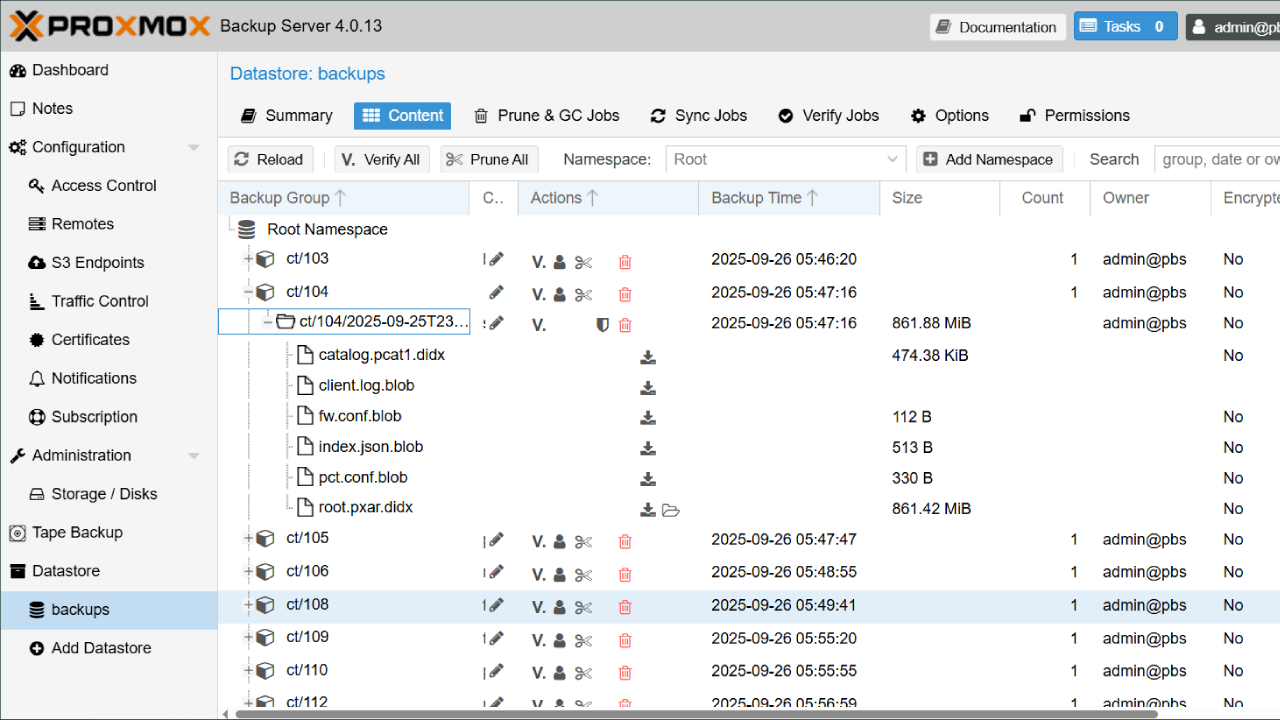 PROXMOX Backup Server 4.0.13 Documentation Tasks 0 admin@pb
Dashboard
Notes
Configuration
Access Control
Remotes
S3 Endpoints
Traffic Control
Certificates
Notifications
Subscription
Administration
Storage / Disks
Tape Backup
Datastore
backups
Add Datastore
Datastore: backups
Summary Content Prune & GC Jobs Sync Jobs Verify Jobs Options Permissions
Reload V. Verify All Prune All Namespace: Root Add Namespace Search group, date or ow
Backup Group C.. Actions Backup Time Size Count Owner Encrypte
Root Namespace
ct/103 V. 2025-09-26 05:46:20 1 admin@pbs No
ct/104 V. 2025-09-26 05:47:16 1 admin@pbs No
ct/104/2025-09-25T23... V. 2025-09-26 05:47:16 861.88 MiB admin@pbs No
catalog.pcat1.didx 474.38 KiB No
client.log.blob
fw.conf.blob 112 B No
index.json.blob 513 B No
pct.conf.blob 330 B No
root.pxar.didx 861.42 MiB No
ct/105 V. 2025-09-26 05:47:47 1 admin@pbs No
ct/106 V. 2025-09-26 05:48:55 1 admin@pbs No
ct/108 V. 2025-09-26 05:49:41 1 admin@pbs No
ct/109 V. 2025-09-26 05:55:20 1 admin@pbs No
ct/110 V. 2025-09-26 05:55:55 1 admin@pbs No
ct/112 V. 2025-09-26 05:56:59 1 admin@pbs No